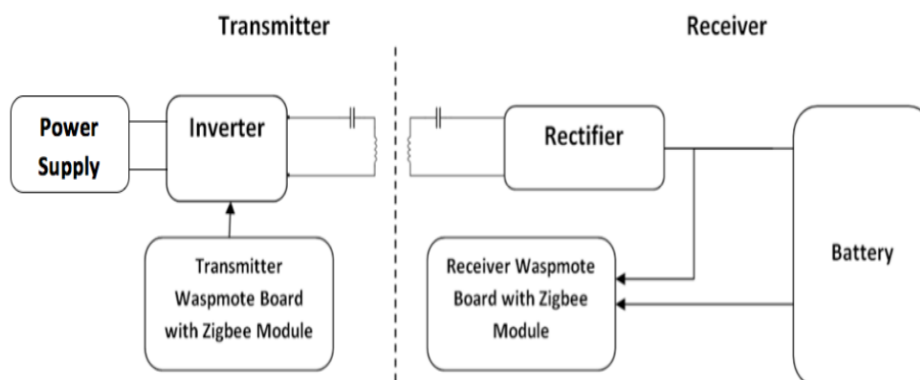 Transmitter
Receiver
Power
Supply
Inverter
Rectifier
Battery
Transmitter
Waspmote Board
with Zigbee Module
Receiver Waspmote
Board with Zigbee
Module